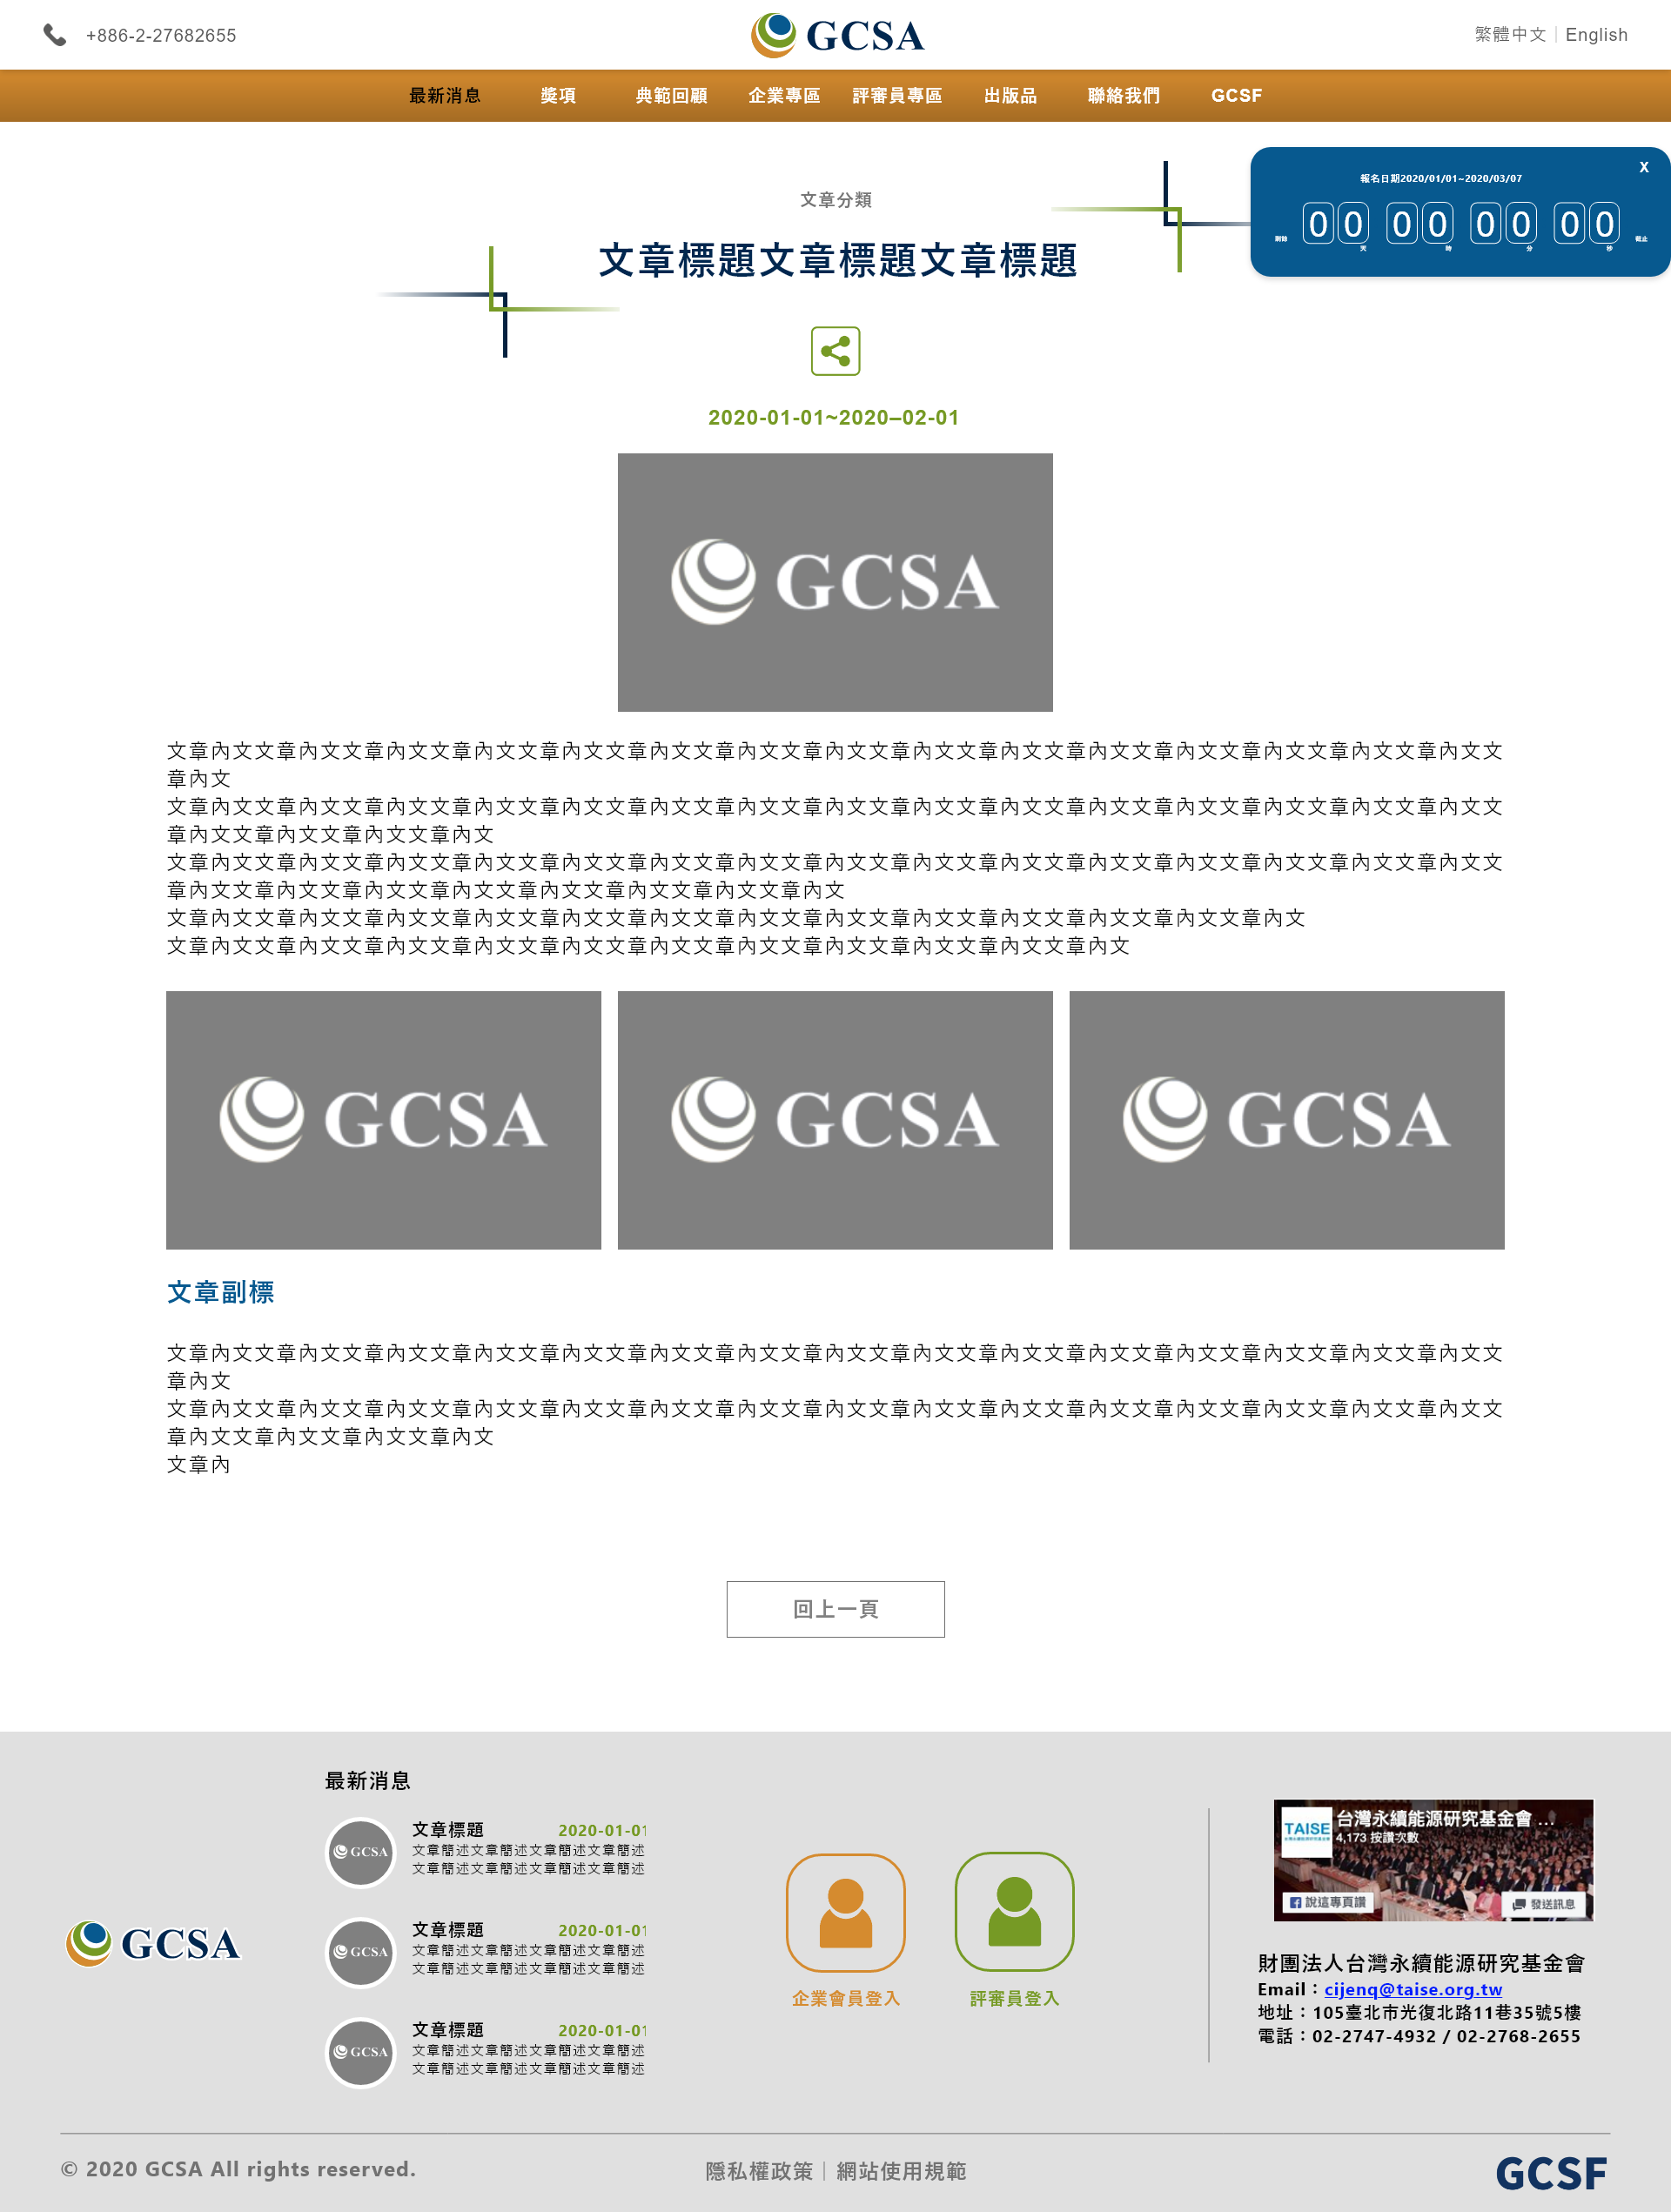 +886-2-27682655
GCSA
繁體中文｜English
最新消息 獎項 典範回顧 企業專區 評審員專區 出版品 聯絡我們 GCSF
X
報名日期2020/01/01~2020/03/07
距離 00 天 00 時 00 分 00 秒 截止
文章分類
文章標題文章標題文章標題
2020-01-01~2020–02-01
GCSA
文章內文文章內文文章內文文章內文文章內文文章內文文章內文文章內文文章內文文章內文文章內文文章內文文章內文文章內文文章內文文
章內文
文章內文文章內文文章內文文章內文文章內文文章內文文章內文文章內文文章內文文章內文文章內文文章內文文章內文文章內文文章內文文
章內文文章內文文章內文文章內文
文章內文文章內文文章內文文章內文文章內文文章內文文章內文文章內文文章內文文章內文文章內文文章內文文章內文文章內文文章內文文
章內文文章內文文章內文文章內文文章內文文章內文文章內文文章內文
文章內文文章內文文章內文文章內文文章內文文章內文文章內文文章內文文章內文文章內文文章內文文章內文文章內文
文章內文文章內文文章內文文章內文文章內文文章內文文章內文文章內文文章內文文章內文文章內文
GCSA GCSA GCSA
文章副標
文章內文文章內文文章內文文章內文文章內文文章內文文章內文文章內文文章內文文章內文文章內文文章內文文章內文文章內文文章內文文
章內文
文章內文文章內文文章內文文章內文文章內文文章內文文章內文文章內文文章內文文章內文文章內文文章內文文章內文文章內文文章內文文
章內文文章內文文章內文文章內文
文章內
回上一頁
GCSA
最新消息
GCSA
文章標題 2020-01-01
文章簡述文章簡述文章簡述文章簡述
文章簡述文章簡述文章簡述文章簡述
GCSA
文章標題 2020-01-01
文章簡述文章簡述文章簡述文章簡述
文章簡述文章簡述文章簡述文章簡述
GCSA
文章標題 2020-01-01
文章簡述文章簡述文章簡述文章簡述
文章簡述文章簡述文章簡述文章簡述
企業會員登入
評審員登入
TAISE
台灣永續能源研究基金會
台灣永續能源研究基金會 ...
4,173 按讚次數
說這專頁讚
發送訊息
財團法人台灣永續能源研究基金會
Email：cijenq@taise.org.tw
地址：105臺北市光復北路11巷35號5樓
電話：02-2747-4932 / 02-2768-2655
© 2020 GCSA All rights reserved.
隱私權政策｜網站使用規範
GCSF